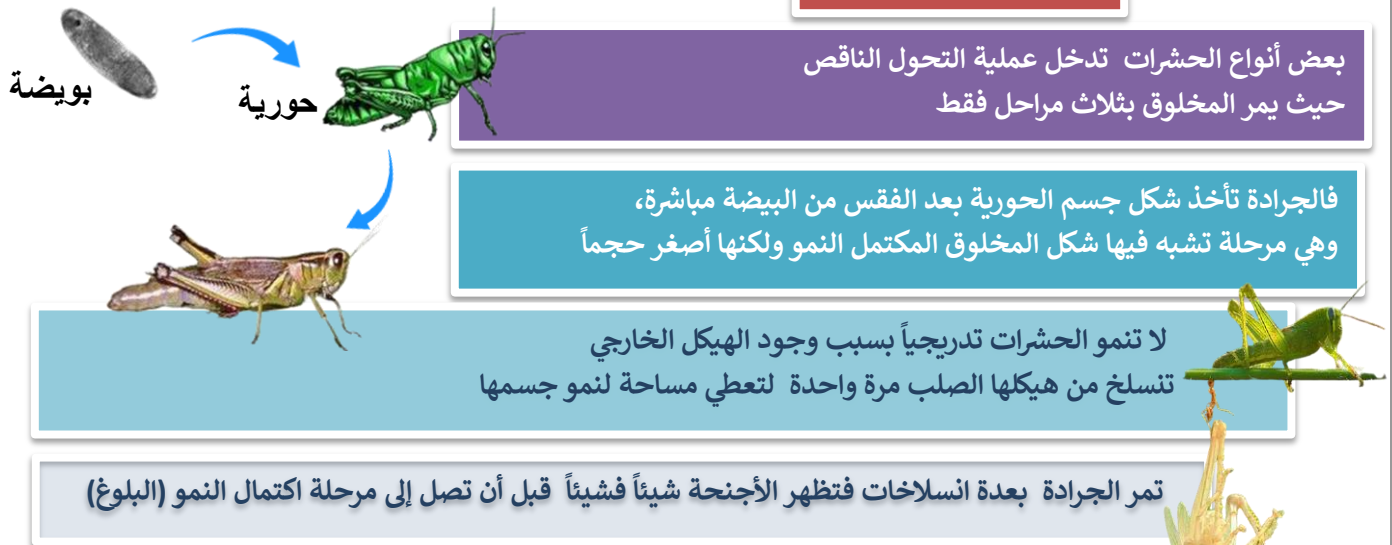 بويضة
حورية
بعض أنواع الحشرات تدخل عملية التحول الناقص
حيث يمر المخلوق بثلاث مراحل فقط
فالجرادة تأخذ شكل جسم الحورية بعد الفقس من البيضة مباشرة،
وهي مرحلة تشبه فيها شكل المخلوق المكتمل النمو ولكنها أصغر حجماً
لا تنمو الحشرات تدريجياً بسبب وجود الهيكل الخارجي
تنسلخ من هيكلها الصلب مرة واحدة لتعطي مساحة لنمو جسمها
تمر الجرادة بعدة انسلاخات فتظهر الأجنحة شيئاً فشيئاً قبل أن تصل إلى مرحلة اكتمال النمو (البلوغ)